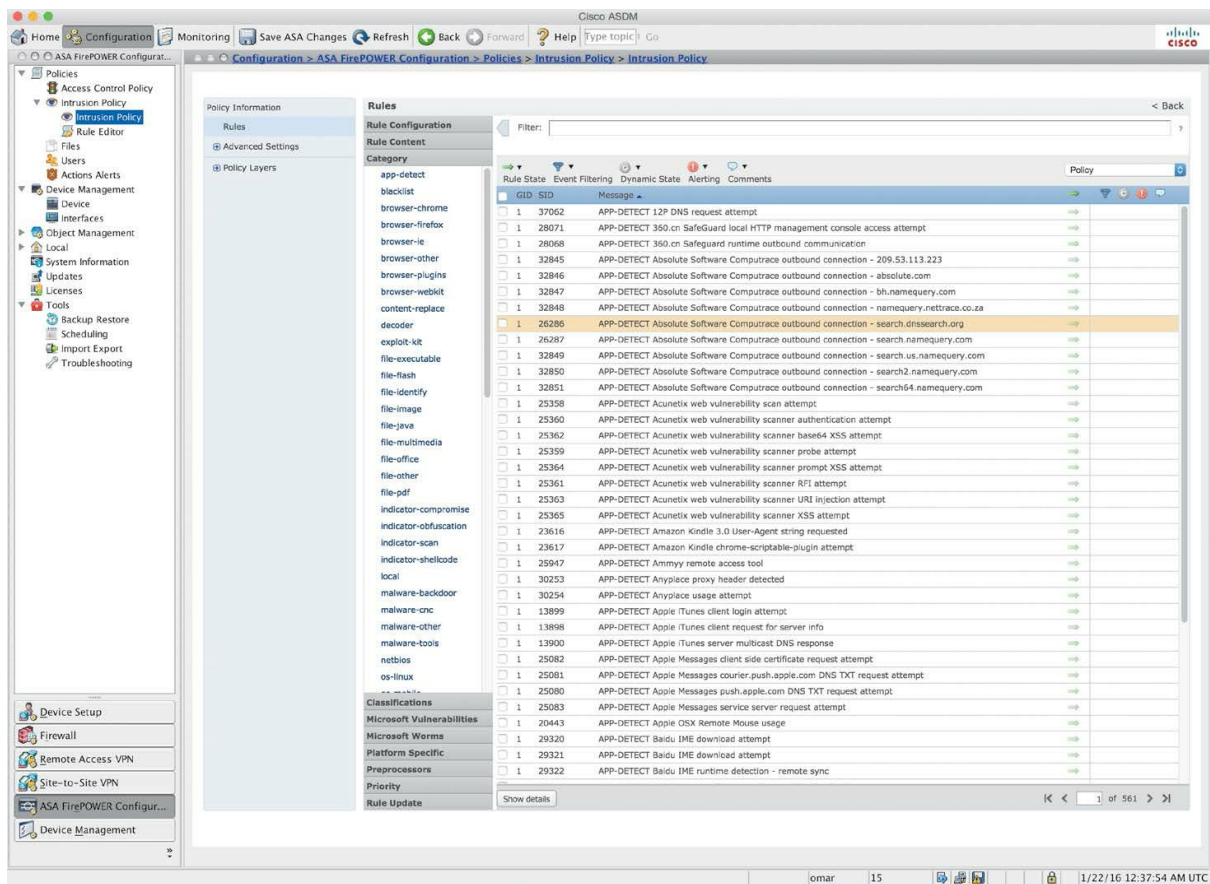 Cisco ASDM
Home Configuration Monitoring Save ASA Changes Refresh Back Forward Help Type topic Go
CISCO
ASA FirePOWER Configurat...
Configuration > ASA FirePOWER Configuration > Policies > Intrusion Policy > Intrusion Policy
Policies
Access Control Policy
Intrusion Policy
Intrusion Policy
Rule Editor
Files
Users
Actions Alerts
Device Management
Device
Interfaces
Object Management
Local
System Information
Updates
Licenses
Tools
Backup Restore
Scheduling
Import Export
Troubleshooting
Device Setup
Firewall
Remote Access VPN
Site-to-Site VPN
ASA FirePOWER Configur...
Device Management
Policy Information
Rules
Advanced Settings
Policy Layers
Rules
< Back
Rule Configuration
Rule Content
Category
app-detect
blacklist
browser-chrome
browser-firefox
browser-ie
browser-other
browser-plugins
browser-webkit
content-replace
decoder
exploit-kit
file-executable
file-flash
file-identify
file-image
file-java
file-multimedia
file-office
file-other
file-pdf
indicator-compromise
indicator-obfuscation
indicator-scan
indicator-shellcode
local
malware-backdoor
malware-cnc
malware-other
malware-tools
netbios
os-linux
Classifications
Microsoft Vulnerabilities
Microsoft Worms
Platform Specific
Preprocessors
Priority
Rule Update
Filter:
?
Rule State Event Filtering Dynamic State Alerting Comments
Policy
GID SID Message
1 37062 APP-DETECT 12P DNS request attempt
1 28071 APP-DETECT 360.cn SafeGuard local HTTP management console access attempt
1 28068 APP-DETECT 360.cn Safeguard runtime outbound communication
1 32845 APP-DETECT Absolute Software Computrace outbound connection - 209.53.113.223
1 32846 APP-DETECT Absolute Software Computrace outbound connection - absolute.com
1 32847 APP-DETECT Absolute Software Computrace outbound connection - bh.namequery.com
1 32848 APP-DETECT Absolute Software Computrace outbound connection - namequery.nettrace.co.za
1 26286 APP-DETECT Absolute Software Computrace outbound connection - search.dnssearch.org
1 26287 APP-DETECT Absolute Software Computrace outbound connection - search.namequery.com
1 32849 APP-DETECT Absolute Software Computrace outbound connection - search.us.namequery.com
1 32850 APP-DETECT Absolute Software Computrace outbound connection - search2.namequery.com
1 32851 APP-DETECT Absolute Software Computrace outbound connection - search64.namequery.com
1 25358 APP-DETECT Acunetix web vulnerability scan attempt
1 25360 APP-DETECT Acunetix web vulnerability scanner authentication attempt
1 25362 APP-DETECT Acunetix web vulnerability scanner base64 XSS attempt
1 25359 APP-DETECT Acunetix web vulnerability scanner probe attempt
1 25364 APP-DETECT Acunetix web vulnerability scanner prompt XSS attempt
1 25361 APP-DETECT Acunetix web vulnerability scanner RFI attempt
1 25363 APP-DETECT Acunetix web vulnerability scanner URI injection attempt
1 25365 APP-DETECT Acunetix web vulnerability scanner XSS attempt
1 23616 APP-DETECT Amazon Kindle 3.0 User-Agent string requested
1 23617 APP-DETECT Amazon Kindle chrome-scriptable-plugin attempt
1 25947 APP-DETECT Ammyy remote access tool
1 30253 APP-DETECT Anyplace proxy header detected
1 30254 APP-DETECT Anyplace usage attempt
1 13899 APP-DETECT Apple iTunes client login attempt
1 13898 APP-DETECT Apple iTunes client request for server info
1 13900 APP-DETECT Apple iTunes server multicast DNS response
1 25082 APP-DETECT Apple Messages client side certificate request attempt
1 25081 APP-DETECT Apple Messages courier.push.apple.com DNS TXT request attempt
1 25080 APP-DETECT Apple Messages push.apple.com DNS TXT request attempt
1 25083 APP-DETECT Apple Messages service server request attempt
1 20443 APP-DETECT Apple OSX Remote Mouse usage
1 29320 APP-DETECT Baidu IME download attempt
1 29321 APP-DETECT Baidu IME download attempt
1 29322 APP-DETECT Baidu IME runtime detection - remote sync
Show details
1 of 561
omar 15 1/22/16 12:37:54 AM UTC